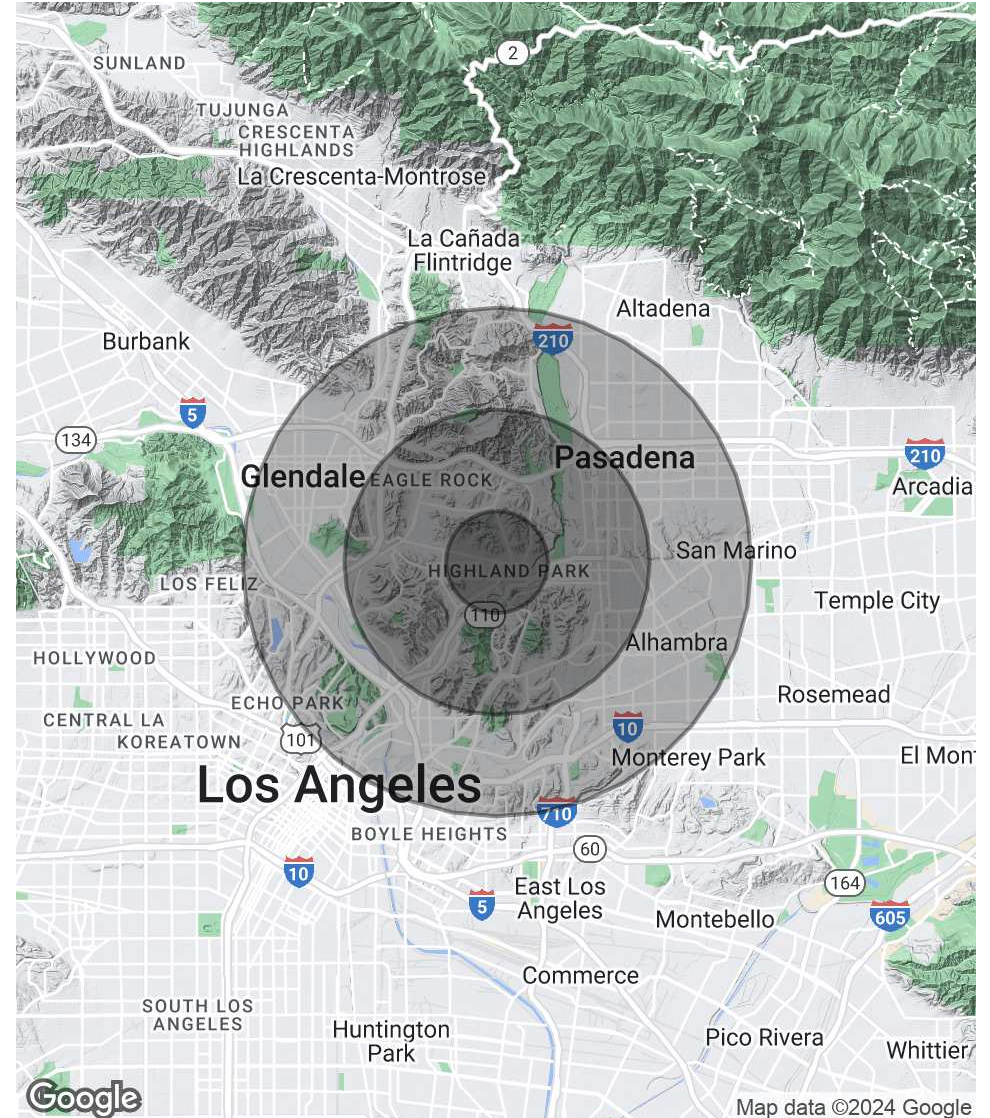 2
SUNLAND
TUJUNGA
CRESCENTA
HIGHLANDS
La Crescenta-Montrose
La Cañada
Flintridge
Altadena
210
Burbank
5
134
Pasadena
210
Glendale
EAGLE ROCK
Arcadia
San Marino
HIGHLAND PARK
LOS FELIZ
Temple City
110
Alhambra
HOLLYWOOD
Rosemead
ECHO PARK
CENTRAL LA
10
KOREATOWN
101
Monterey Park
El Mon
Los Angeles
710
BOYLE HEIGHTS
60
10
164
East Los
Angeles
5
Montebello
605
Commerce
SOUTH LOS
ANGELES
Huntington
Park
Pico Rivera
Whittier
Google
Map data ©2024 Google